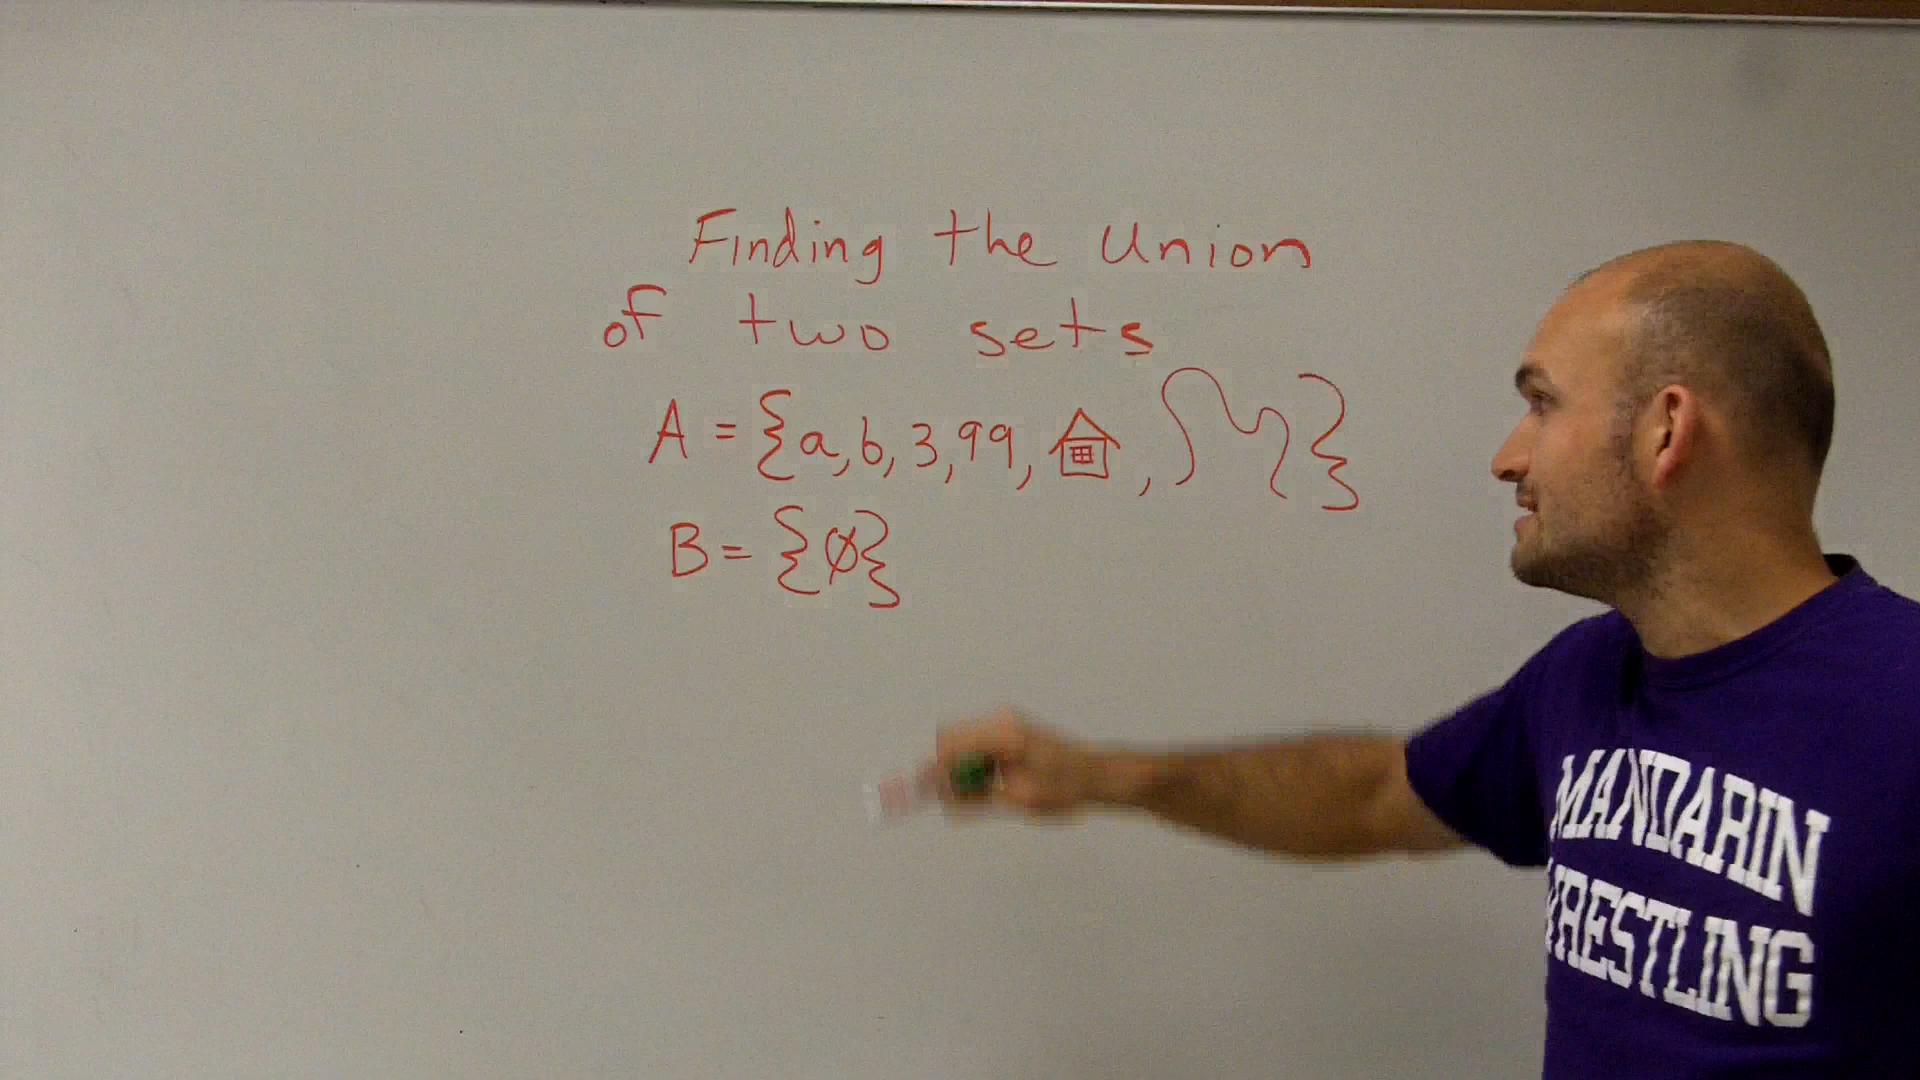 Finding the union
of two sets
A = {a, b, 3, 99, , }
B = {∅}
MANDARIN
WRESTLING